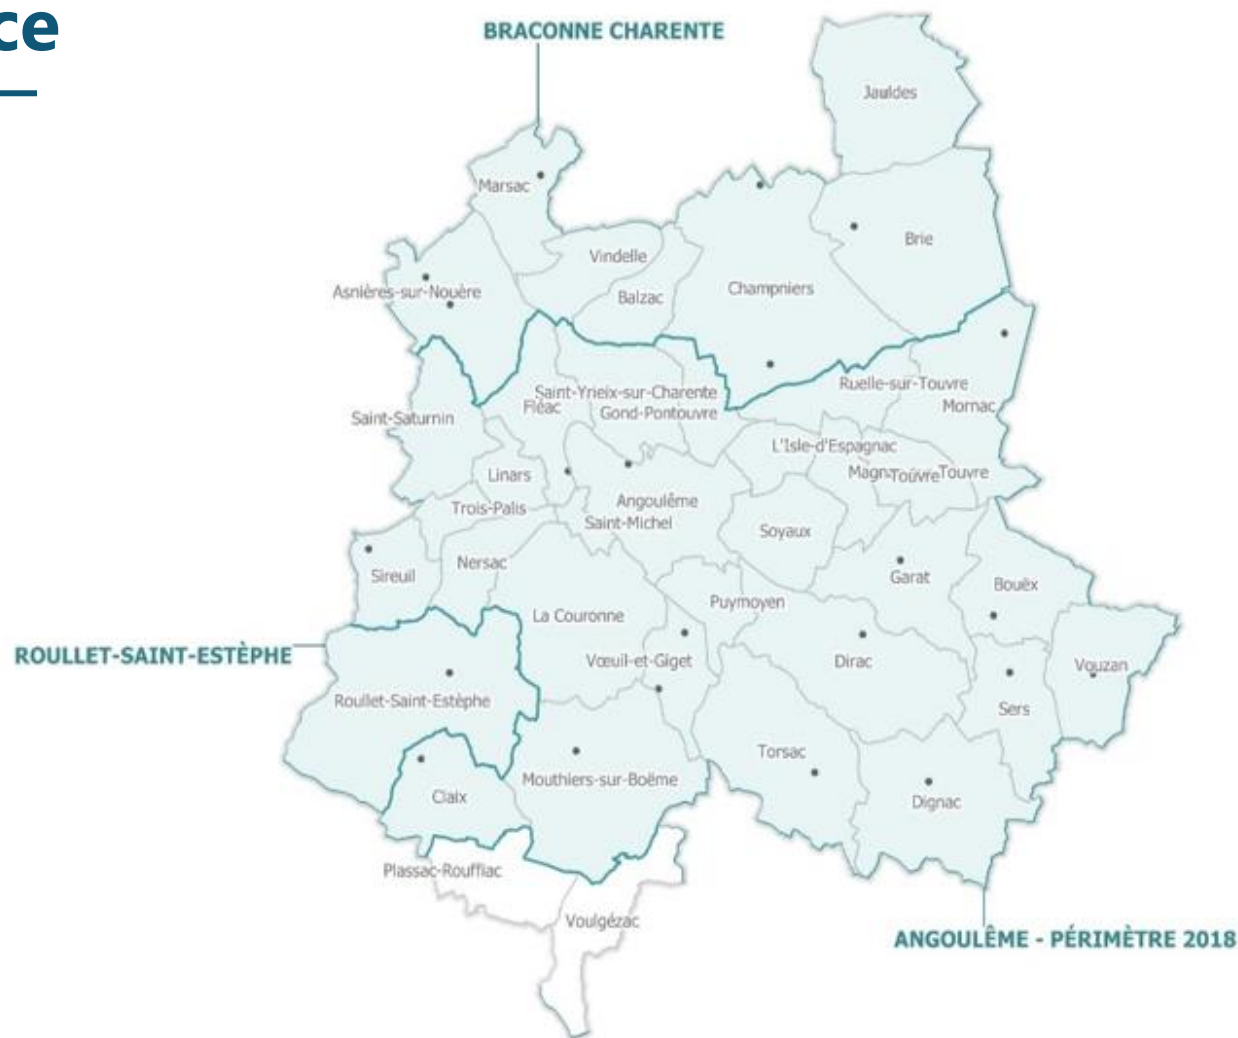 ce
BRACONNE CHARENTE
Jauldes
Marsac
Brie
Vindelle
Champniers
Asnières-sur-Nouère
Balzac
Ruelle-sur-Touvre
Saint-Yrieix-sur-Charente
Fléac
Mornac
Gond-Pontouvre
Saint-Saturnin
L'Isle-d'Espagnac
Linars
Touvre
Touvre
Angoulême
Trois-Palis
Saint-Michel
Soyaux
Nersac
Sireuil
Garat
Bouëx
Puymoyen
La Couronne
ROULLET-SAINT-ESTÈPHE
Vœuil-et-Giget
Dirac
Vouzan
Roullet-Saint-Estèphe
Sers
Torsac
Mouthiers-sur-Boëme
Claix
Dignac
Plassac-Rouffiac
Voulgézac
ANGOULÊME - PÉRIMÈTRE 2018